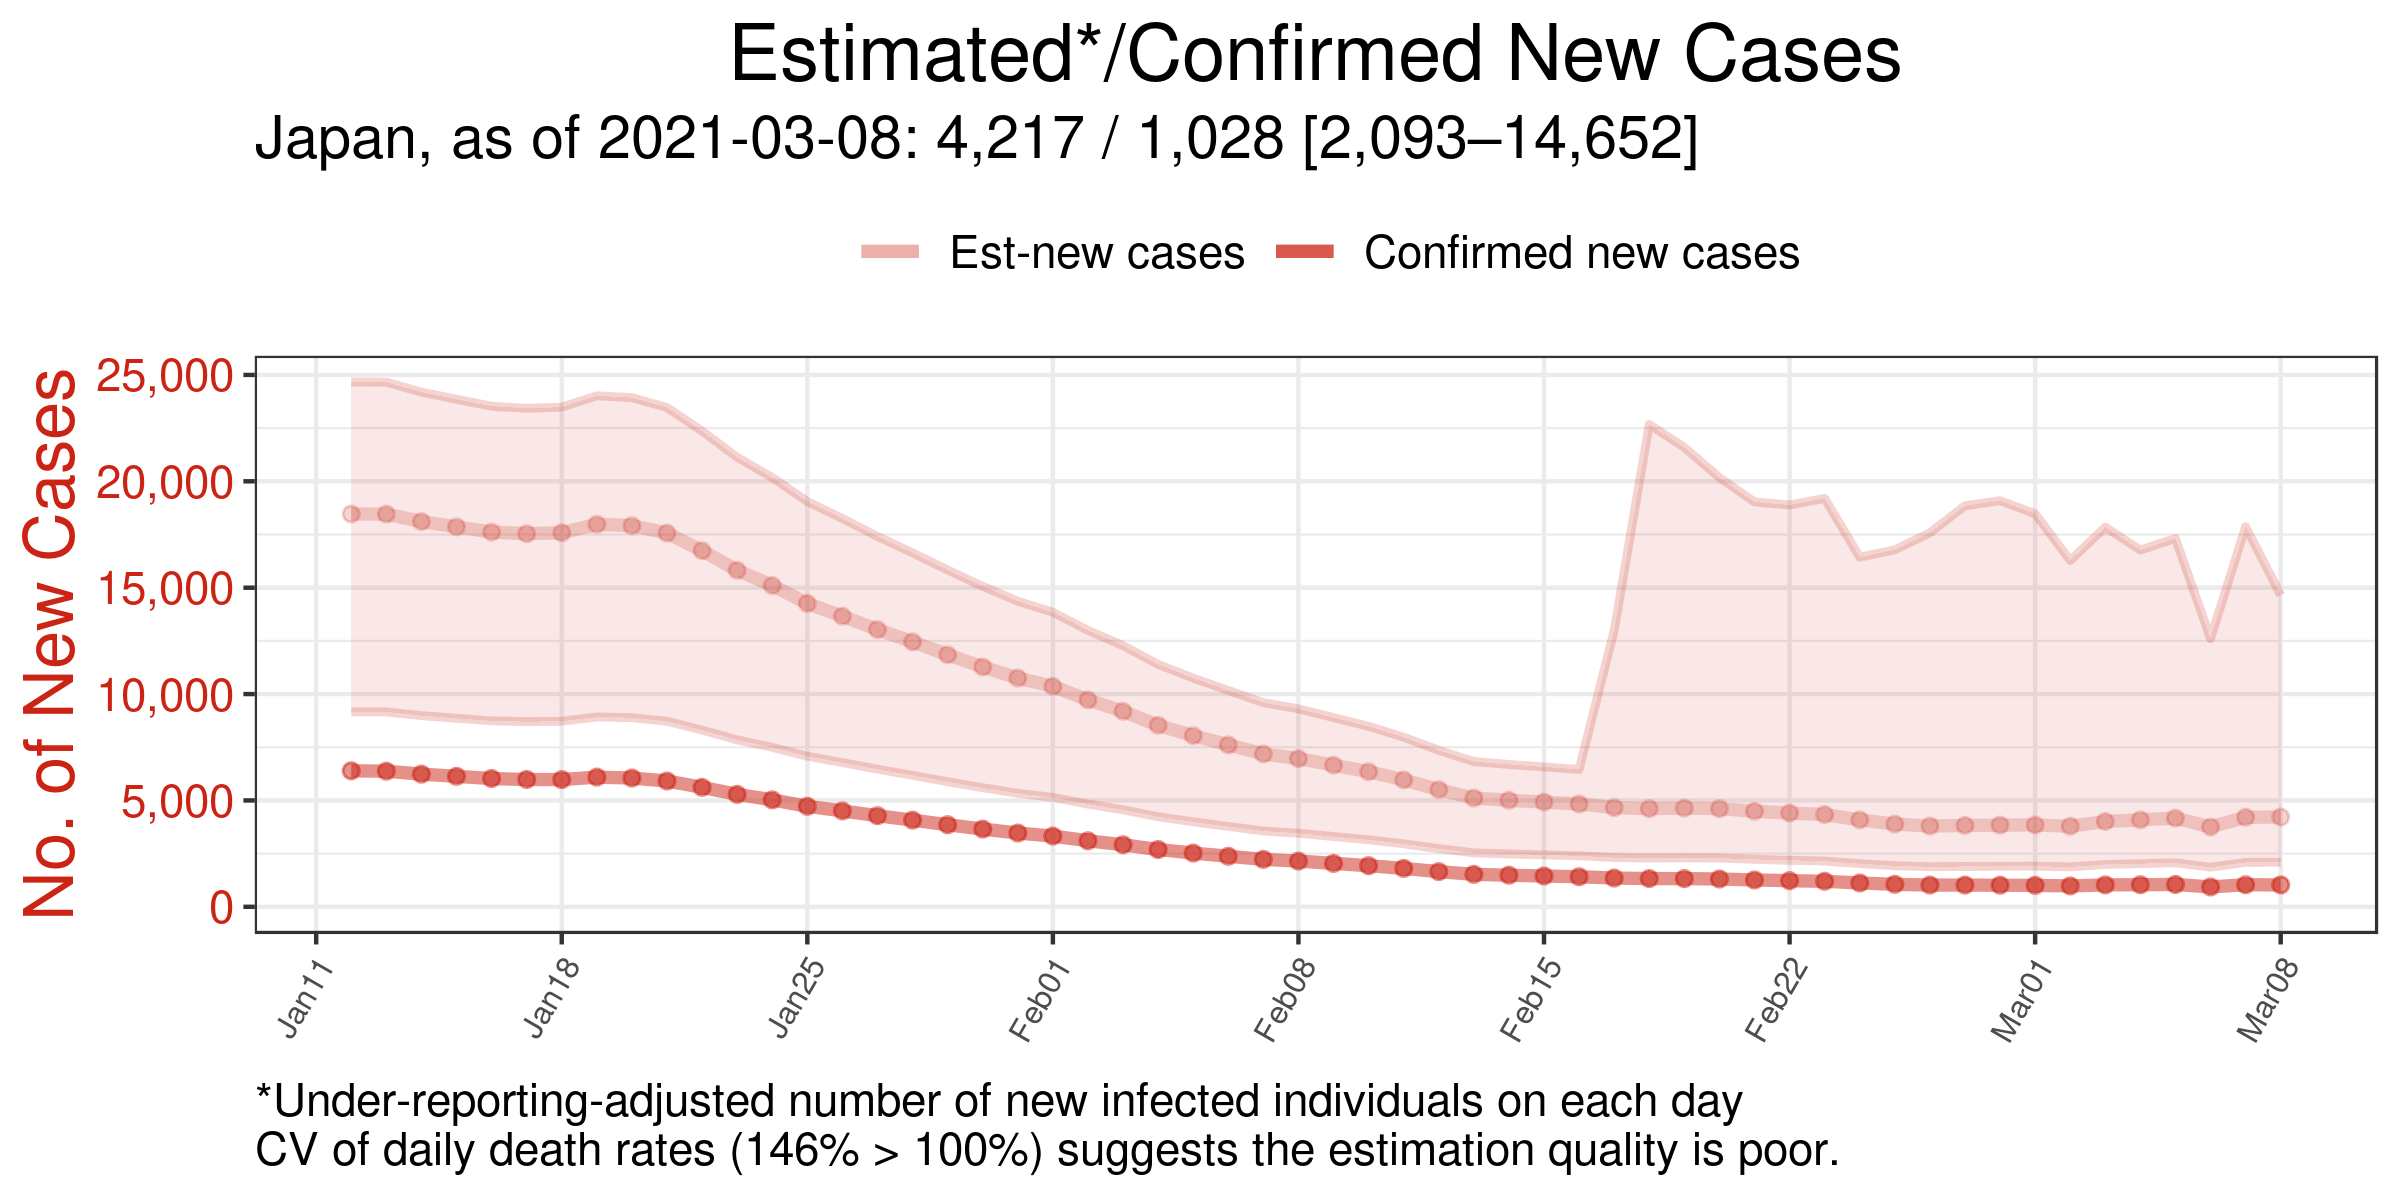 Estimated*/Confirmed New Cases
Japan, as of 2021-03-08: 4,217 / 1,028 [2,093–14,652]
Est-new cases
Confirmed new cases
No. of New Cases
25,000
20,000
15,000
10,000
5,000
0
Jan11
Jan18
Jan25
Feb01
Feb08
Feb15
Feb22
Mar01
Mar08
*Under-reporting-adjusted number of new infected individuals on each day
CV of daily death rates (146% > 100%) suggests the estimation quality is poor.